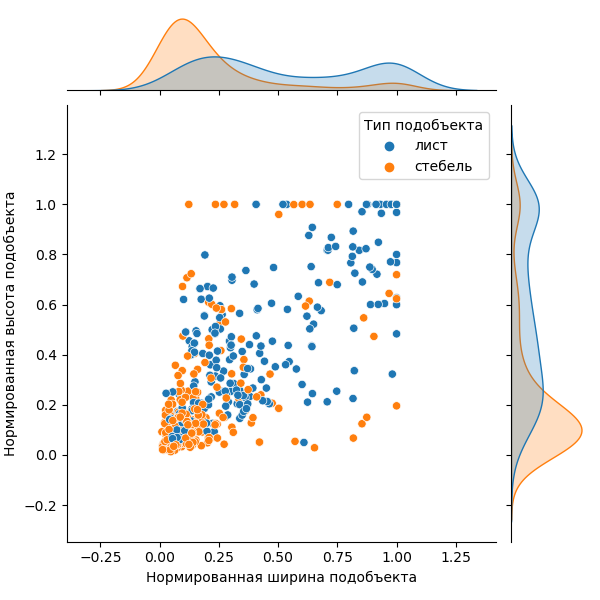 Тип подобъекта
лист
стебель
1.2
1.0
0.8
0.6
0.4
0.2
0.0
−0.2
Нормированная высота подобъекта
−0.25 0.00 0.25 0.50 0.75 1.00 1.25
Нормированная ширина подобъекта